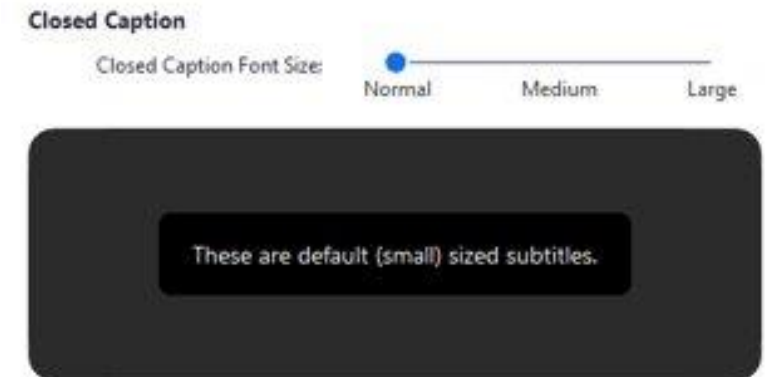 Closed Caption
Closed Caption Font Size:
Normal Medium Large
These are default (small) sized subtitles.